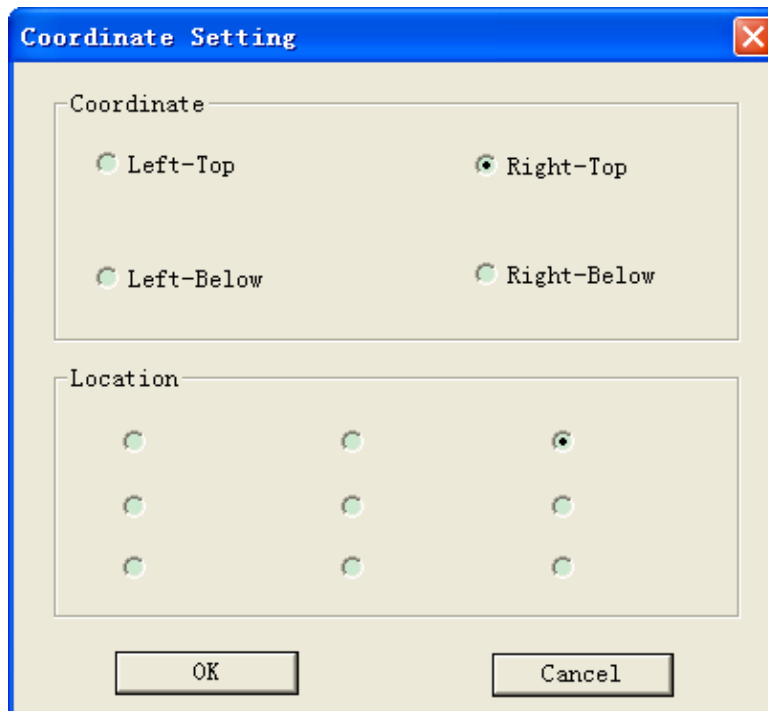 Coordinate Setting
Coordinate
Left-Top Right-Top
Left-Below Right-Below
Location
OK Cancel